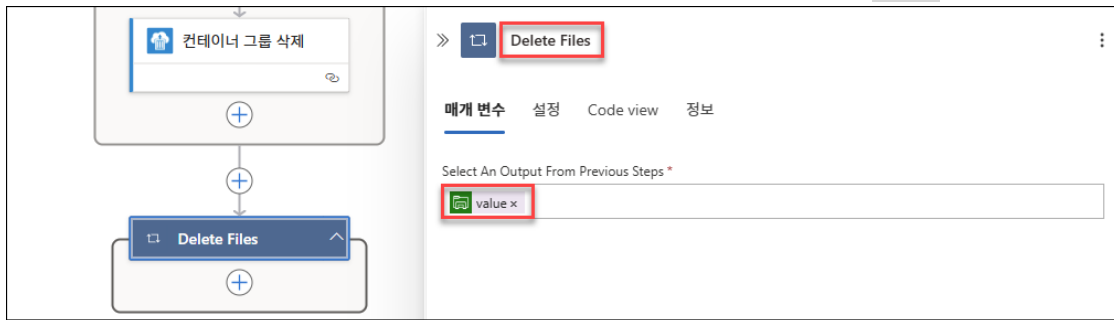 컨테이너 그룹 삭제
Delete Files
Delete Files
매개 변수 설정 Code view 정보
Select An Output From Previous Steps *
value ×